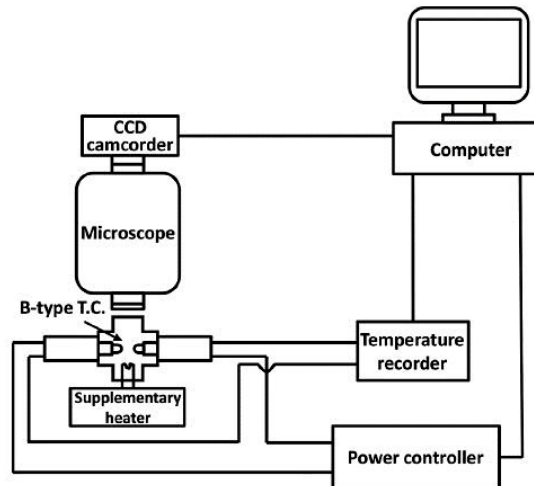 CCD
camcorder
Computer
Microscope
B-type T.C.
Temperature
recorder
Supplementary
heater
Power controller